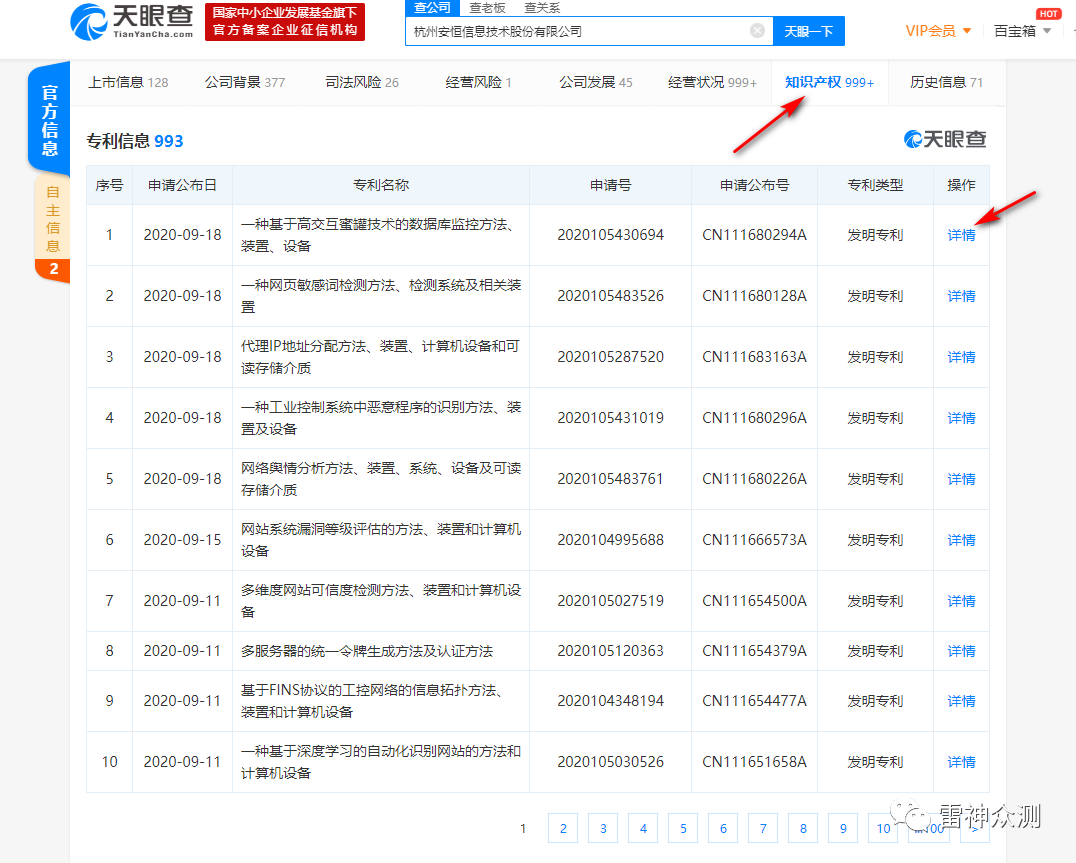 天眼查
TianYanCha.com
国家中小企业发展基金旗下
官方备案企业征信机构
查公司 查老板 查关系
杭州安恒信息技术股份有限公司
天眼一下
VIP会员
百宝箱
HOT
官方信息
自主信息
2
上市信息 128 公司背景 377 司法风险 26 经营风险 1 公司发展 45 经营状况 999+ 知识产权 999+ 历史信息 71
专利信息 993
天眼查
序号 申请公布日 专利名称 申请号 申请公布号 专利类型 操作
1 2020-09-18 一种基于高交互蜜罐技术的数据库监控方法、 2020105430694 CN111680294A 发明专利 详情
装置、设备
2 2020-09-18 一种网页敏感词检测方法、检测系统及相关装 2020105483526 CN111680128A 发明专利 详情
置
3 2020-09-18 代理IP地址分配方法、装置、计算机设备和可 2020105287520 CN111683163A 发明专利 详情
读存储介质
4 2020-09-18 一种工业控制系统中恶意程序的识别方法、装 2020105431019 CN111680296A 发明专利 详情
置及设备
5 2020-09-18 网络舆情分析方法、装置、系统、设备及可读 2020105483761 CN111680226A 发明专利 详情
存储介质
6 2020-09-15 网站系统漏洞等级评估的方法、装置和计算机 2020104995688 CN111666573A 发明专利 详情
设备
7 2020-09-11 多维度网站可信度检测方法、装置和计算机设 2020105027519 CN111654500A 发明专利 详情
备
8 2020-09-11 多服务器的统一令牌生成方法及认证方法 2020105120363 CN111654379A 发明专利 详情
9 2020-09-11 基于FINS协议的工控网络的信息拓扑方法、 2020104348194 CN111654477A 发明专利 详情
装置和计算机设备
10 2020-09-11 一种基于深度学习的自动化识别网站的方法和 2020105030526 CN111651658A 发明专利 详情
计算机设备
1 2 3 4 5 6 7 8 9 10 >
雷神众测